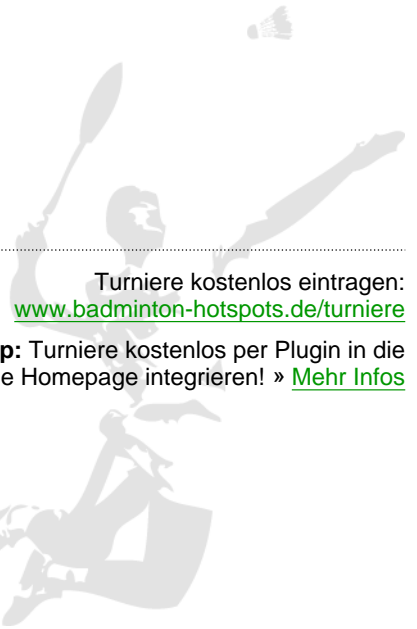 Turniere kostenlos eintragen:
www.badminton-hotspots.de/turniere
p: Turniere kostenlos per Plugin in die
e Homepage integrieren! » Mehr Infos